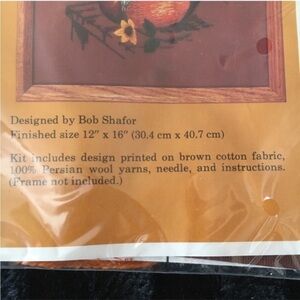 Designed by Bob Shafor
Finished size 12" x 16" (30.4 cm x 40.7 cm)
Kit includes design printed on brown cotton fabric,
100% Persian wool yarns, needle, and instructions.
(Frame not included.)